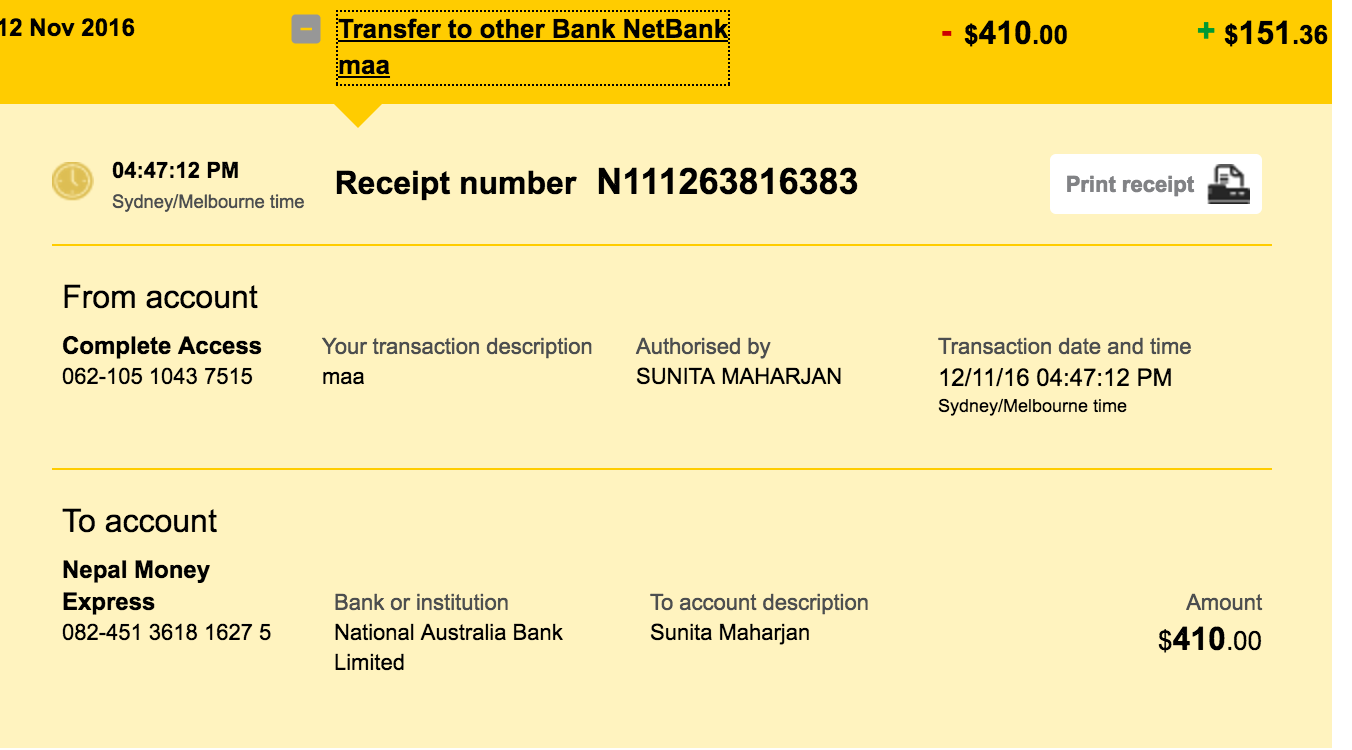 12 Nov 2016 Transfer to other Bank NetBank - $410.00 + $151.36
maa
04:47:12 PM Receipt number N111263816383 Print receipt
Sydney/Melbourne time
From account
Complete Access Your transaction description Authorised by Transaction date and time
062-105 1043 7515 maa SUNITA MAHARJAN 12/11/16 04:47:12 PM
Sydney/Melbourne time
To account
Nepal Money
Express Bank or institution To account description Amount
082-451 3618 1627 5 National Australia Bank Sunita Maharjan $410.00
Limited